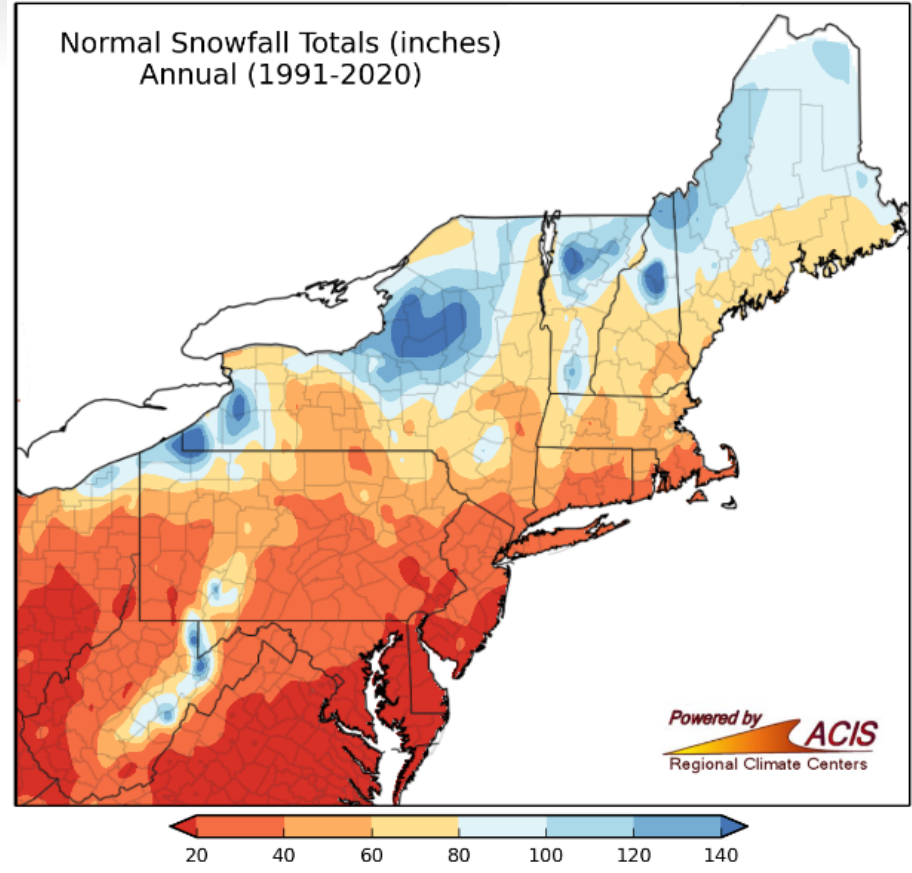 Normal Snowfall Totals (inches)
Annual (1991-2020)
Powered by
ACIS
Regional Climate Centers
20 40 60 80 100 120 140